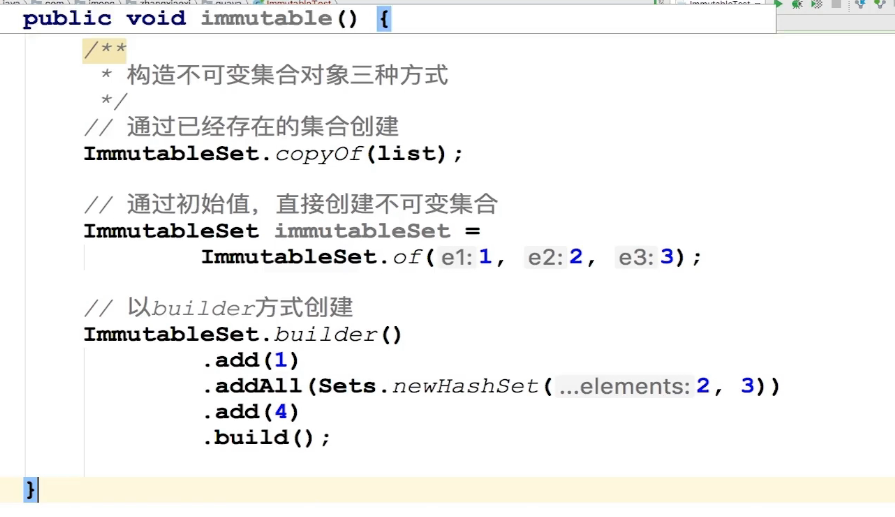 public void immutable() {
/**
* 构造不可变集合对象三种方式
*/
// 通过已经存在的集合创建
ImmutableSet.copyOf(list);
// 通过初始值，直接创建不可变集合
ImmutableSet immutableSet =
ImmutableSet.of( e1: 1, e2: 2, e3: 3);
// 以builder方式创建
ImmutableSet.builder()
.add(1)
.addAll(Sets.newHashSet( ...elements: 2, 3))
.add(4)
.build();
}